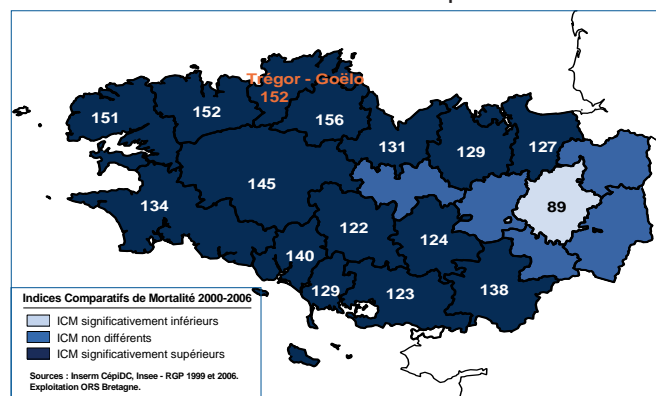 Trégor - Goëlo
152
151
152
156
131
129
127
145
134
89
122
124
140
129
123
138
Indices Comparatifs de Mortalité 2000-2006
ICM significativement inférieurs
ICM non différents
ICM significativement supérieurs
Sources : Inserm CépiDC, Insee - RGP 1999 et 2006.
Exploitation ORS Bretagne.